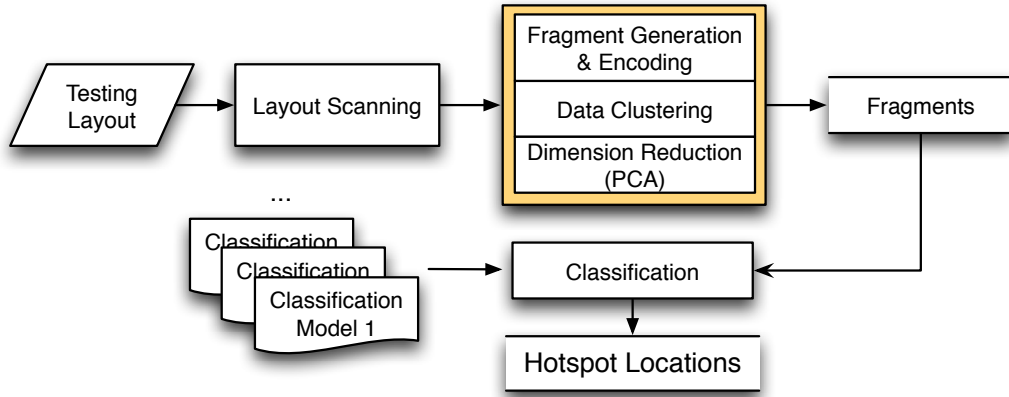 Testing
Layout
Layout Scanning
Fragment Generation
& Encoding
Data Clustering
Dimension Reduction
(PCA)
Fragments
...
Classification
Classification
Classification
Model 1
Classification
Hotspot Locations